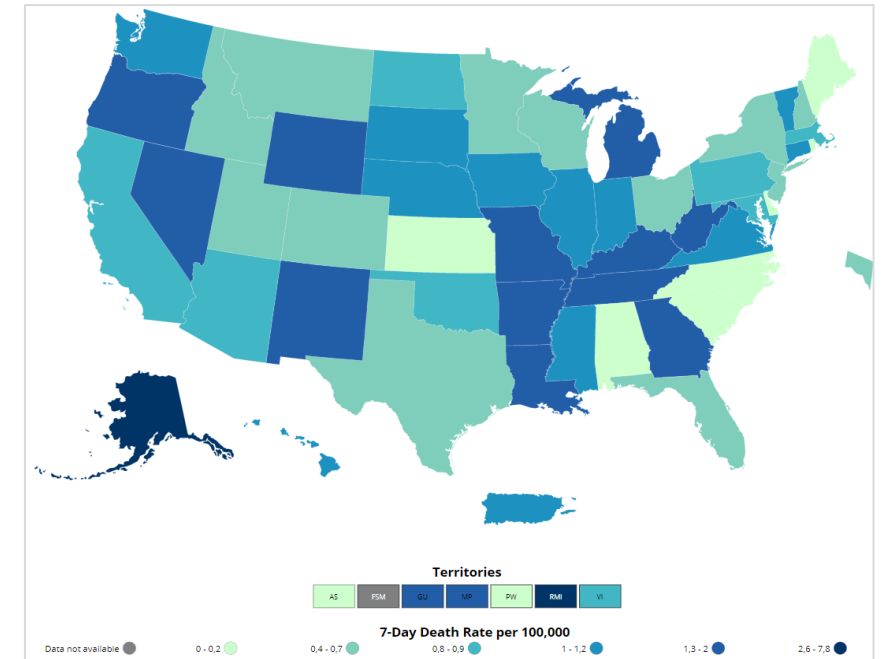 Territories
AS FSM GU MP PW RMI VI
7-Day Death Rate per 100,000
Data not available 0 - 0,2 0,4 - 0,7 0,8 - 0,9 1 - 1,2 1,3 - 2 2,6 - 7,8